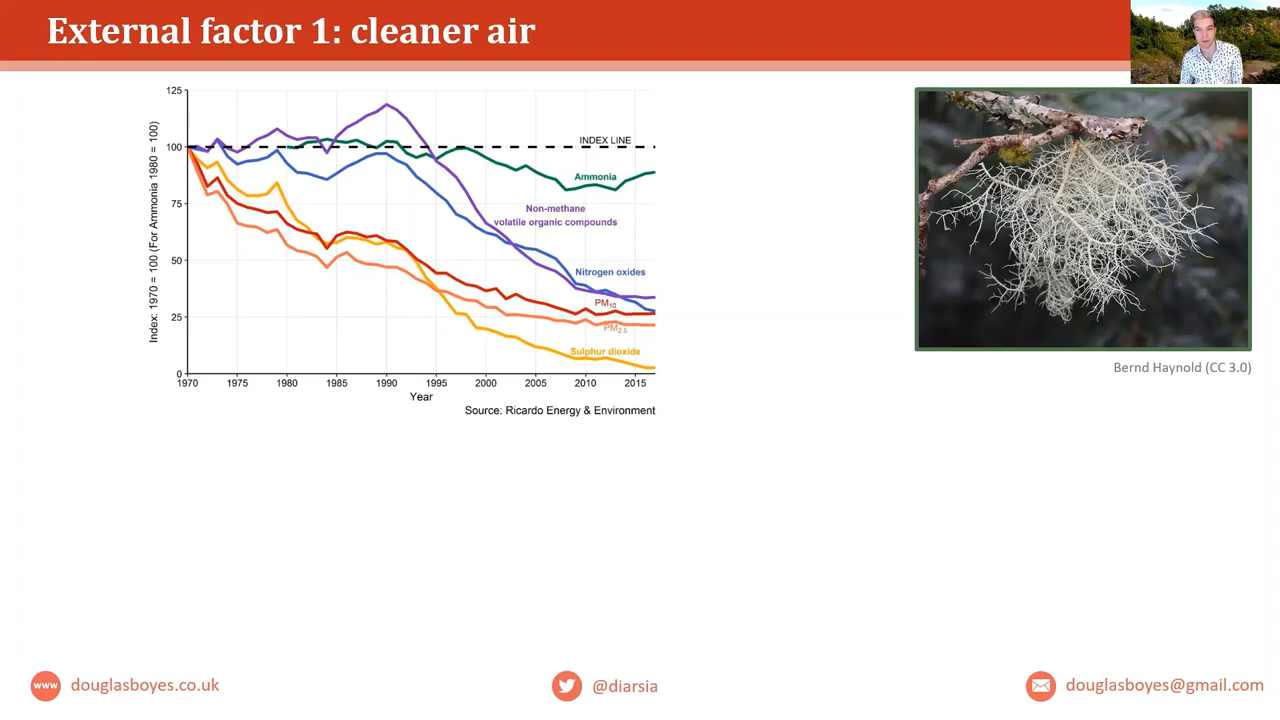 External factor 1: cleaner air
125
100
75
50
25
0
Index: 1970 = 100 (For Ammonia 1980 = 100)
INDEX LINE
Ammonia
Non-methane
volatile organic compounds
Nitrogen oxides
PM10
PM2.5
Sulphur dioxide
1970 1975 1980 1985 1990 1995 2000 2005 2010 2015
Year
Source: Ricardo Energy & Environment
Bernd Haynold (CC 3.0)
www douglasboyes.co.uk
@diarsia
douglasboyes@gmail.com